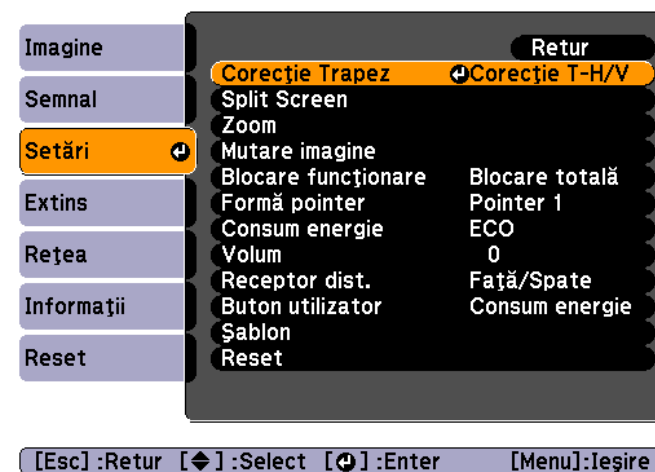 Imagine
Semnal
Setări
Extins
Reţea
Informaţii
Reset
Retur
Corecţie Trapez Corecţie T-H/V
Split Screen
Zoom
Mutare imagine
Blocare funcţionare Blocare totală
Formă pointer Pointer 1
Consum energie ECO
Volum 0
Receptor dist. Faţă/Spate
Buton utilizator Consum energie
Şablon
Reset
[Esc] :Retur [◆] :Select [⏎] :Enter [Menu]:Ieşire